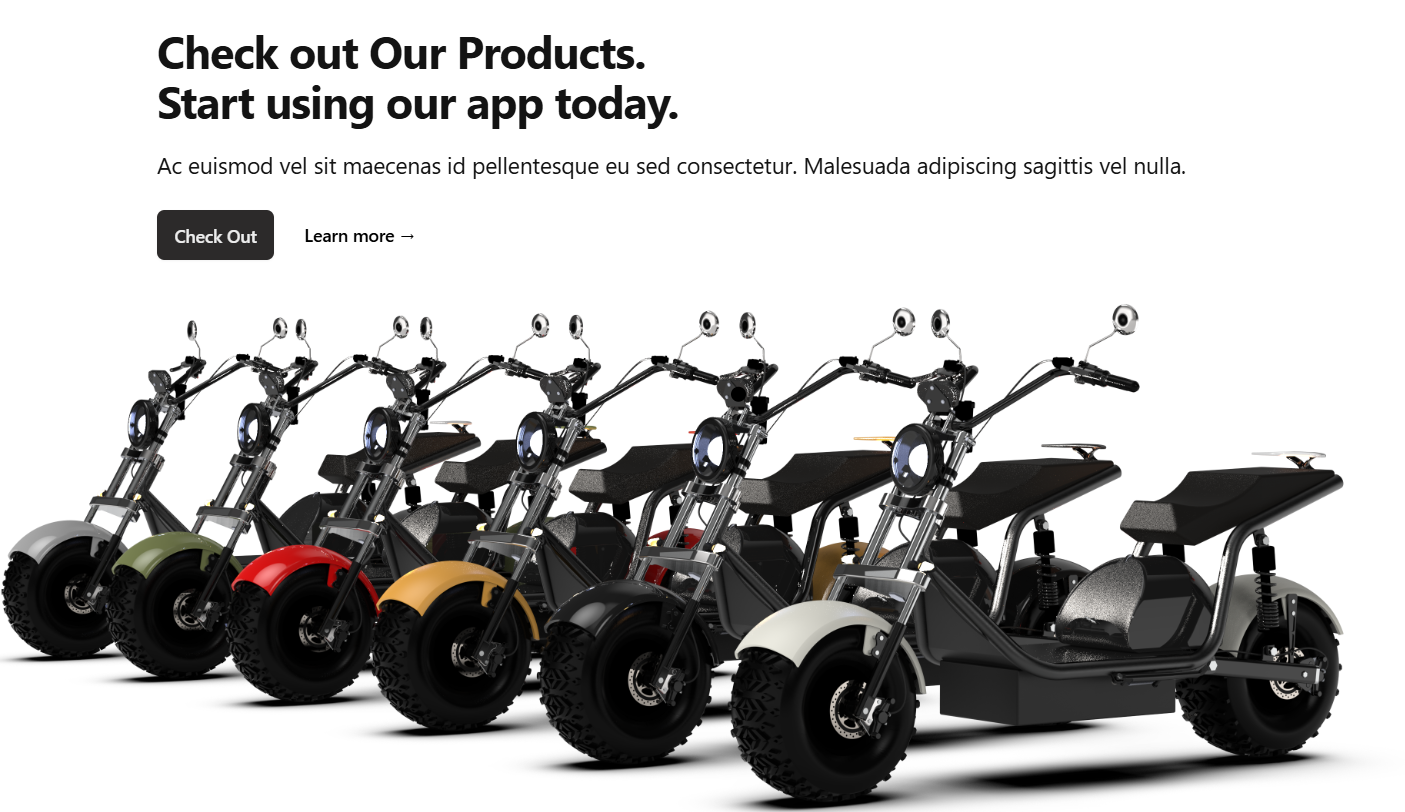 Check out Our Products.
Start using our app today.
Ac euismod vel sit maecenas id pellentesque eu sed consectetur. Malesuada adipiscing sagittis vel nulla.
Check Out
Learn more →